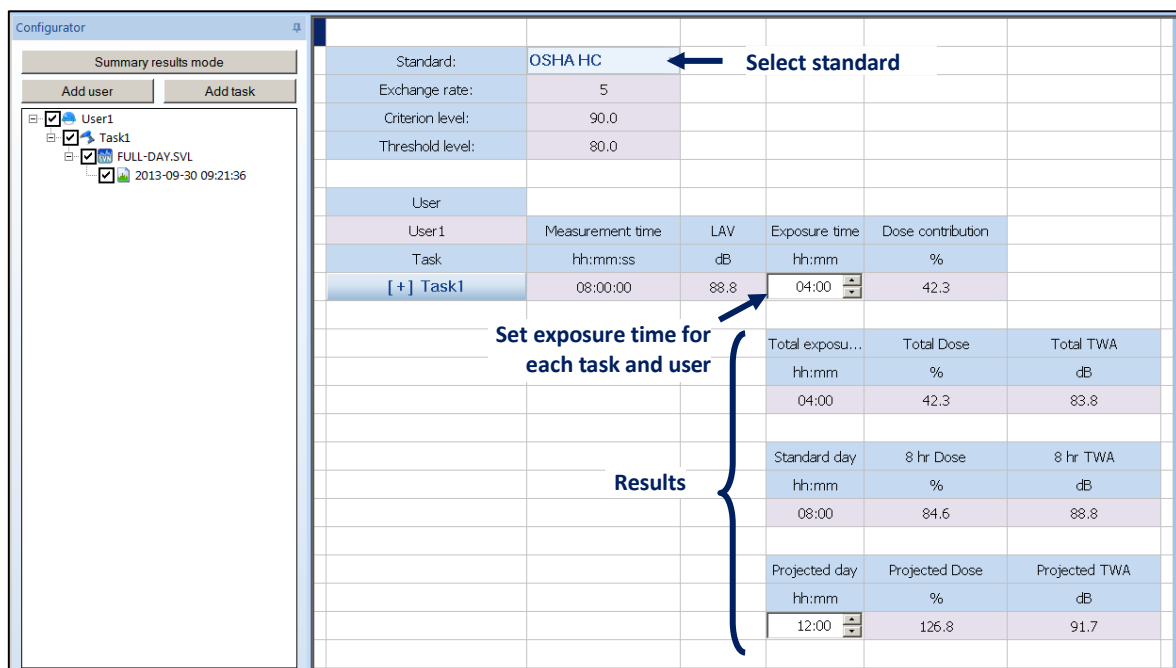 Configurator
Summary results mode
Add user Add task
User1
Task1
SVN FULL-DAY.SVL
2013-09-30 09:21:36
Standard: OSHA HC Select standard
Exchange rate: 5
Criterion level: 90.0
Threshold level: 80.0
User
User1 Measurement time LAV Exposure time Dose contribution
Task hh:mm:ss dB hh:mm %
[+] Task1 08:00:00 88.8 04:00 42.3
Set exposure time for
each task and user
Total exposu... Total Dose Total TWA
hh:mm % dB
04:00 42.3 83.8
Results
Standard day 8 hr Dose 8 hr TWA
hh:mm % dB
08:00 84.6 88.8
Projected day Projected Dose Projected TWA
hh:mm % dB
12:00 126.8 91.7